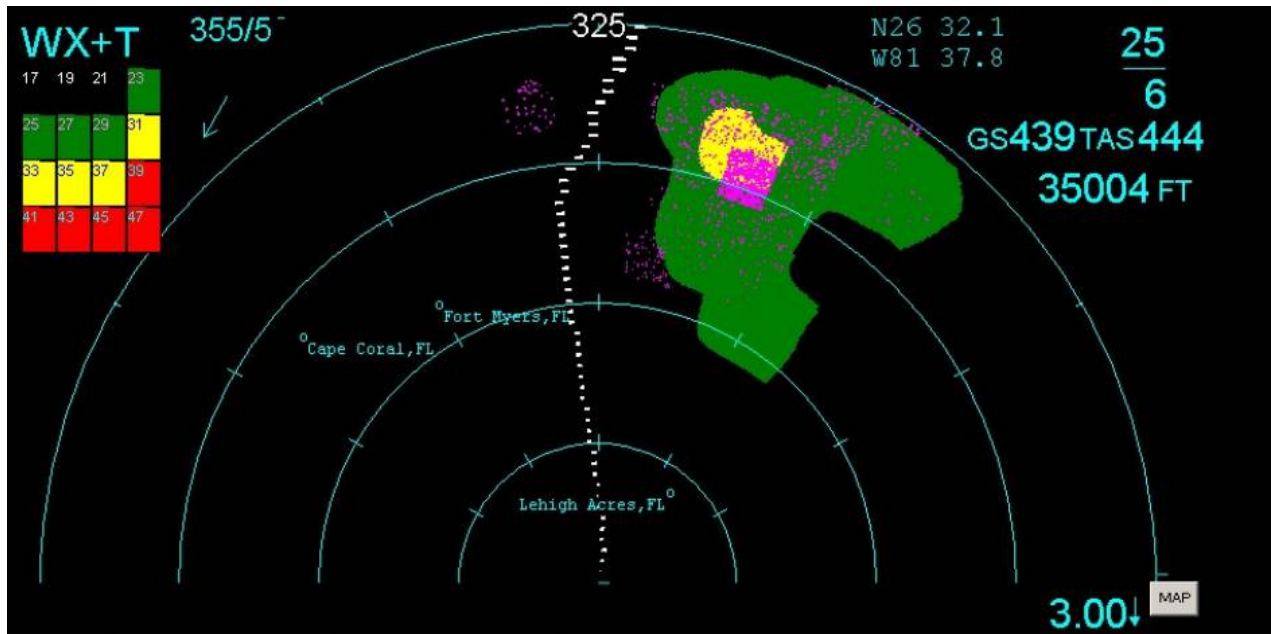 WX+T
355/5
17 19 21 23
25 27 29 31
33 35 37 39
41 43 45 47
325
N26 32.1
W81 37.8
25
6
GS439TAS444
35004 FT
Fort Myers,FL
Cape Coral,FL
Lehigh Acres,FL
3.00↓
MAP